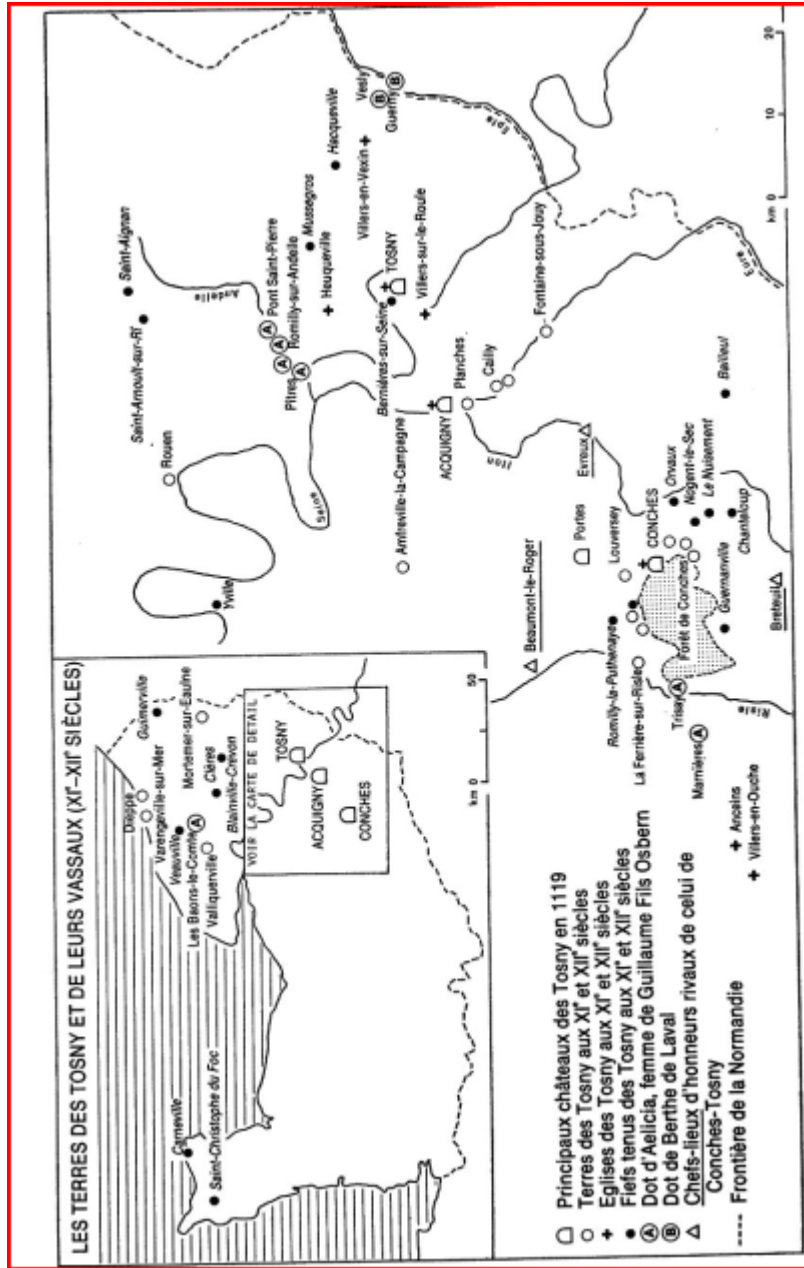 LES TERRES DES TOSNY ET DE LEURS VASSAUX (XIᵉ-XIIᵉ SIÈCLES)
Carneville
Saint-Christophe du Foc
Dieppe
Varengeville-sur-Mer
Veauville
Les Baons-le-Comte
A
Valliquerville
Guimerville
Mortemer-sur-Eaulne
Clères
Blainville-Crevon
VOIR LA CARTE DE DETAIL
TOSNY
ACQUIGNY
CONCHES
km 0
50
Principaux châteaux des Tosny en 1119
Terres des Tosny aux XIᵉ et XIIᵉ siècles
Eglises des Tosny aux XIᵉ et XIIᵉ siècles
Fiefs tenus des Tosny aux XIᵉ et XIIᵉ siècles
A Dot d'Aelicia, femme de Guillaume Fils Osbern
B Dot de Berthe de Laval
Chefs-lieux d'honneurs rivaux de celui de
Conches-Tosny
Frontière de la Normandie
Saint-Aignan
Saint-Arnoult-sur-Ri
Rouen
Yville
Seine
Andelle
A Pont Saint-Pierre
A Romilly-sur-Andelle
A
Pîtres
A
Mussegros
Heuqueville
Hacqueville
Villers-en-Vexin
Vesly
B
Guerny
B
Epte
TOSNY
Bernières-sur-Seine
Villers-sur-le-Roule
Amfreville-la-Campagne
ACQUIGNY
Planches
Cailly
Fontaine-sous-Jouy
Eure
Iton
Evreux
Beaumont-le-Roger
Portes
Louversey
CONCHES
Orvaux
Nogent-le-Sec
Le Nuisement
Chanteloup
Bailleul
Romilly-la-Puthenaye
La Ferrière-sur-Risle
Forêt de Conches
Guernanville
Trisay
A
Marnières
A
Risle
Breteuil
Anceins
Villers-en-Ouche
km 0
10
20